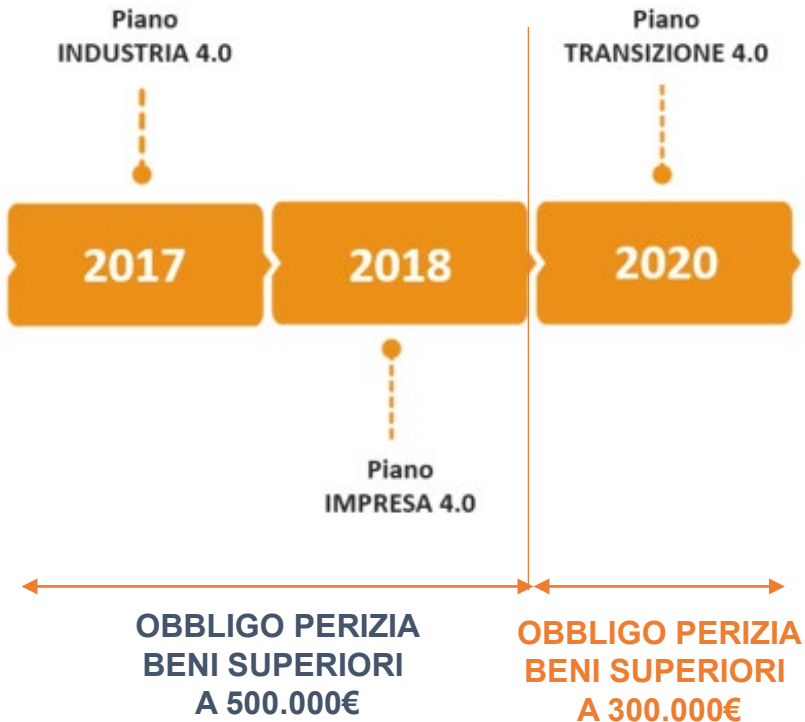 Piano
INDUSTRIA 4.0
Piano
TRANSIZIONE 4.0
2017
2018
2020
Piano
IMPRESA 4.0
OBBLIGO PERIZIA
BENI SUPERIORI
A 500.000€
OBBLIGO PERIZIA
BENI SUPERIORI
A 300.000€